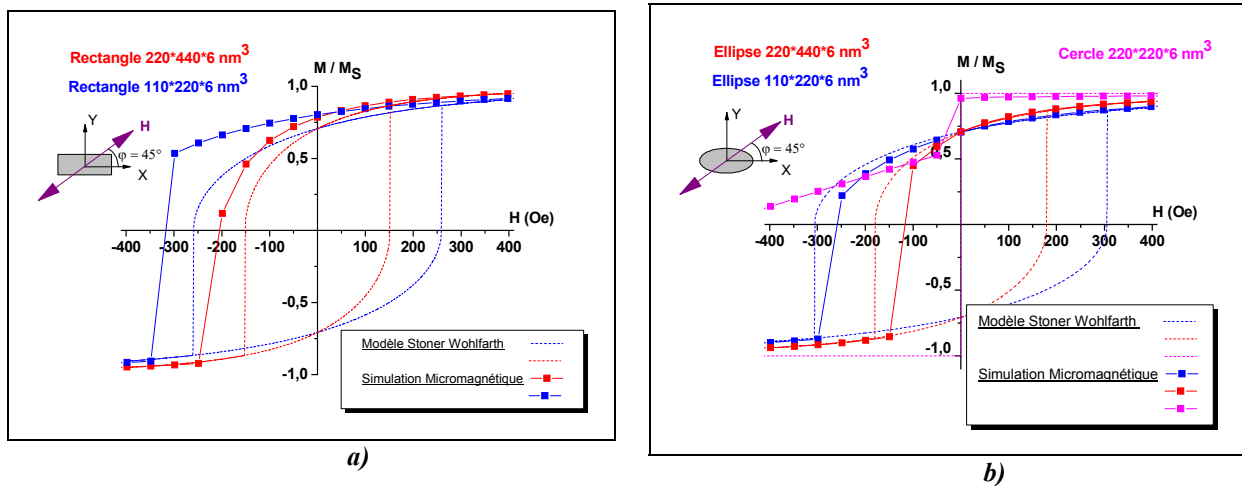 Rectangle 220*440*6 nm3
Rectangle 110*220*6 nm3
M / MS
Y
H
φ = 45°
X
1,0
0,5
H (Oe)
-400 -300 -200 -100 0 100 200 300 400
-0,5
-1,0
Modèle Stoner Wohlfarth
Simulation Micromagnétique
a)
Ellipse 220*440*6 nm3
Ellipse 110*220*6 nm3
Cercle 220*220*6 nm3
M / MS
Y
H
φ = 45°
X
1,0
0,5
H (Oe)
-400 -300 -200 -100 0 100 200 300 400
-0,5
-1,0
Modèle Stoner Wohlfarth
Simulation Micromagnétique
b)